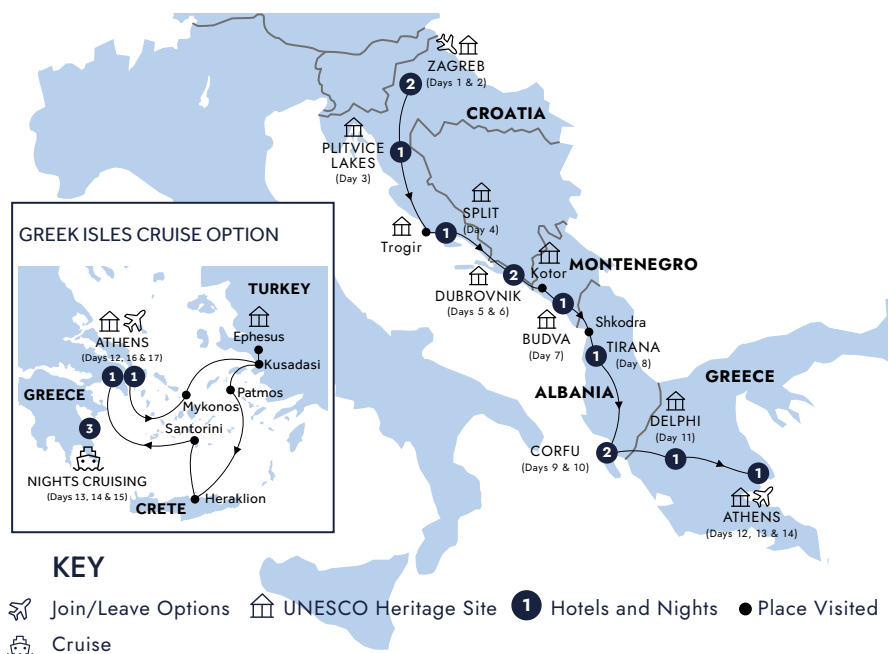 ZAGREB
(Days 1 & 2)
2
CROATIA
PLITVICE
LAKES
(Day 3)
1
SPLIT
(Day 4)
1
Trogir
DUBROVNIK
(Days 5 & 6)
2
Kotor
MONTENEGRO
1
BUDVA
(Day 7)
Shkodra
TIRANA
(Day 8)
1
ALBANIA
GREECE
CORFU
(Days 9 & 10)
2
DELPHI
(Day 11)
1
1
ATHENS
(Days 12, 13 & 14)
GREEK ISLES CRUISE OPTION
TURKEY
Ephesus
Kusadasi
ATHENS
(Days 12, 16 & 17)
1 1
GREECE
Patmos
Mykonos
Santorini
3
NIGHTS CRUISING
(Days 13, 14 & 15)
Heraklion
CRETE
KEY
Join/Leave Options UNESCO Heritage Site 1 Hotels and Nights Place Visited
Cruise